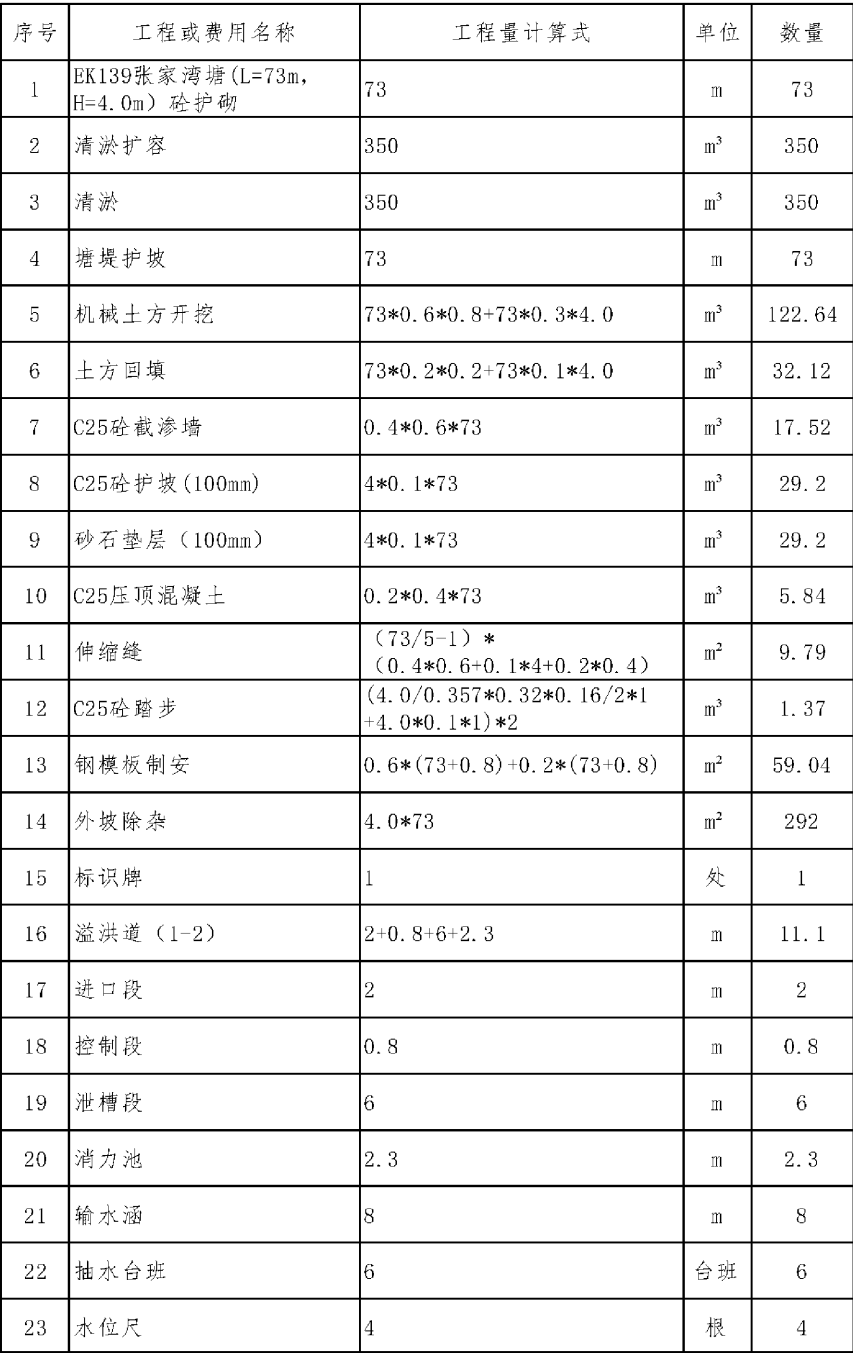 序号 工程或费用名称 工程量计算式 单位 数量
1 EK139张家湾塘(L=73m,
H=4.0m）砼护砌 73 m 73
2 清淤扩容 350 m³ 350
3 清淤 350 m³ 350
4 塘堤护坡 73 m 73
5 机械土方开挖 73*0.6*0.8+73*0.3*4.0 m³ 122.64
6 土方回填 73*0.2*0.2+73*0.1*4.0 m³ 32.12
7 C25砼截渗墙 0.4*0.6*73 m³ 17.52
8 C25砼护坡(100mm) 4*0.1*73 m³ 29.2
9 砂石垫层（100mm） 4*0.1*73 m³ 29.2
10 C25压顶混凝土 0.2*0.4*73 m³ 5.84
11 伸缩缝 （73/5-1）*
（0.4*0.6+0.1*4+0.2*0.4） m² 9.79
12 C25砼踏步 (4.0/0.357*0.32*0.16/2*1
+4.0*0.1*1)*2 m³ 1.37
13 钢模板制安 0.6*(73+0.8)+0.2*(73+0.8) m² 59.04
14 外坡除杂 4.0*73 m² 292
15 标识牌 1 处 1
16 溢洪道（1-2） 2+0.8+6+2.3 m 11.1
17 进口段 2 m 2
18 控制段 0.8 m 0.8
19 泄槽段 6 m 6
20 消力池 2.3 m 2.3
21 输水涵 8 m 8
22 抽水台班 6 台班 6
23 水位尺 4 根 4